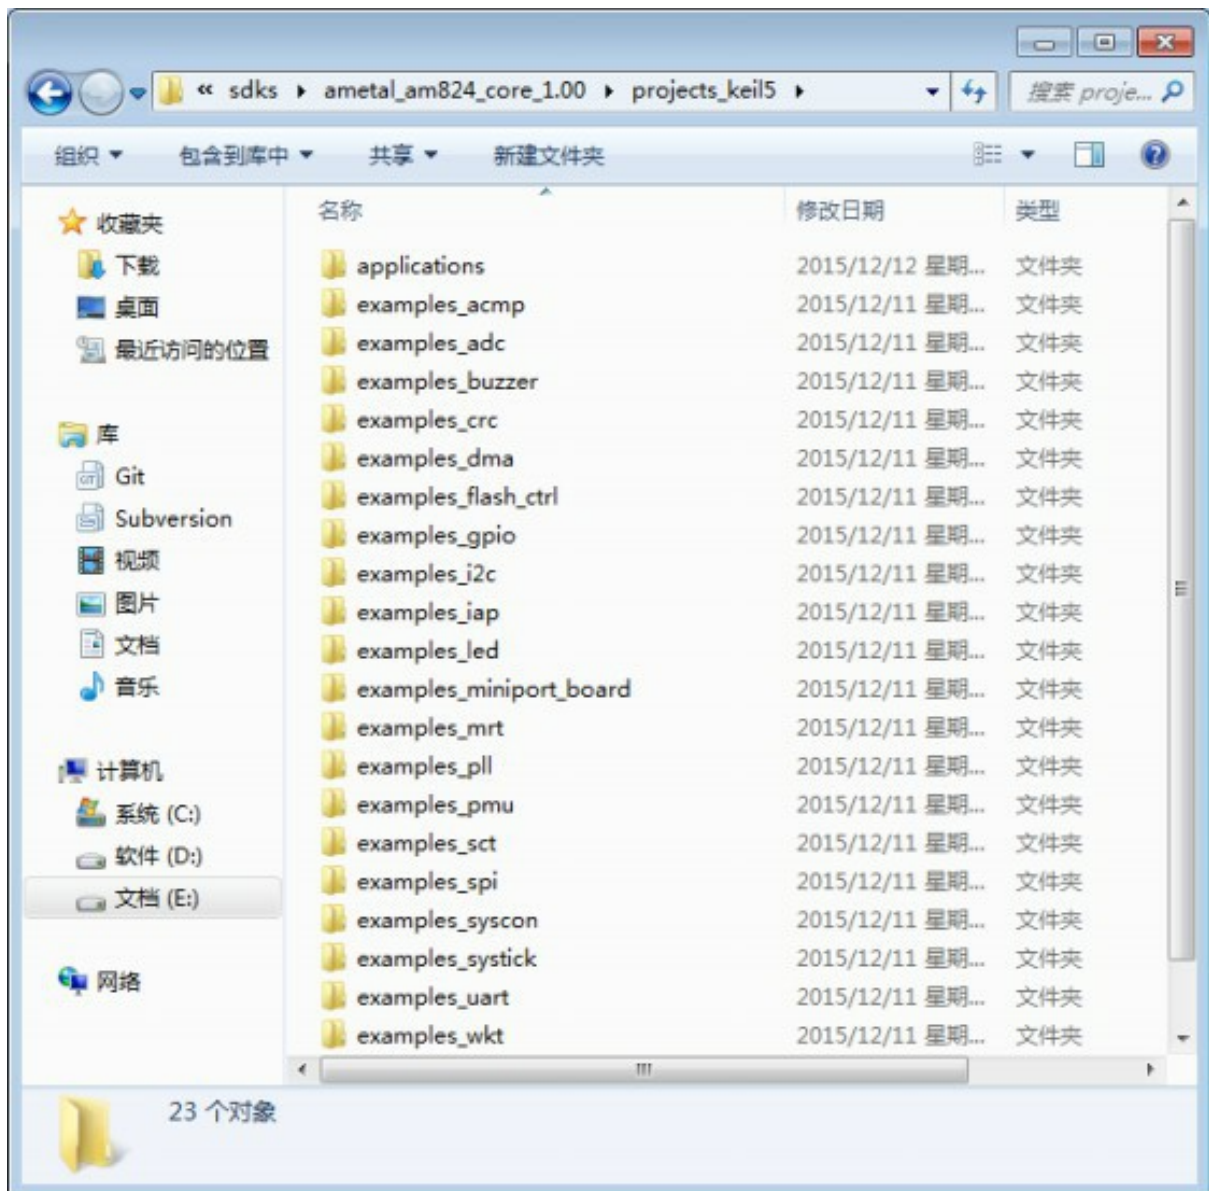 « sdks ▸ ametal_am824_core_1.00 ▸ projects_keil5 ▸ 搜索 proje...
组织 包含到库中 共享 新建文件夹
收藏夹
下载
桌面
最近访问的位置
库
Git
Subversion
视频
图片
文档
音乐
计算机
系统 (C:)
软件 (D:)
文档 (E:)
网络
名称 修改日期 类型
applications 2015/12/12 星期... 文件夹
examples_acmp 2015/12/11 星期... 文件夹
examples_adc 2015/12/11 星期... 文件夹
examples_buzzer 2015/12/11 星期... 文件夹
examples_crc 2015/12/11 星期... 文件夹
examples_dma 2015/12/11 星期... 文件夹
examples_flash_ctrl 2015/12/11 星期... 文件夹
examples_gpio 2015/12/11 星期... 文件夹
examples_i2c 2015/12/11 星期... 文件夹
examples_iap 2015/12/11 星期... 文件夹
examples_led 2015/12/11 星期... 文件夹
examples_miniport_board 2015/12/11 星期... 文件夹
examples_mrt 2015/12/11 星期... 文件夹
examples_pll 2015/12/11 星期... 文件夹
examples_pmu 2015/12/11 星期... 文件夹
examples_sct 2015/12/11 星期... 文件夹
examples_spi 2015/12/11 星期... 文件夹
examples_syscon 2015/12/11 星期... 文件夹
examples_systick 2015/12/11 星期... 文件夹
examples_uart 2015/12/11 星期... 文件夹
examples_wkt 2015/12/11 星期... 文件夹
23 个对象